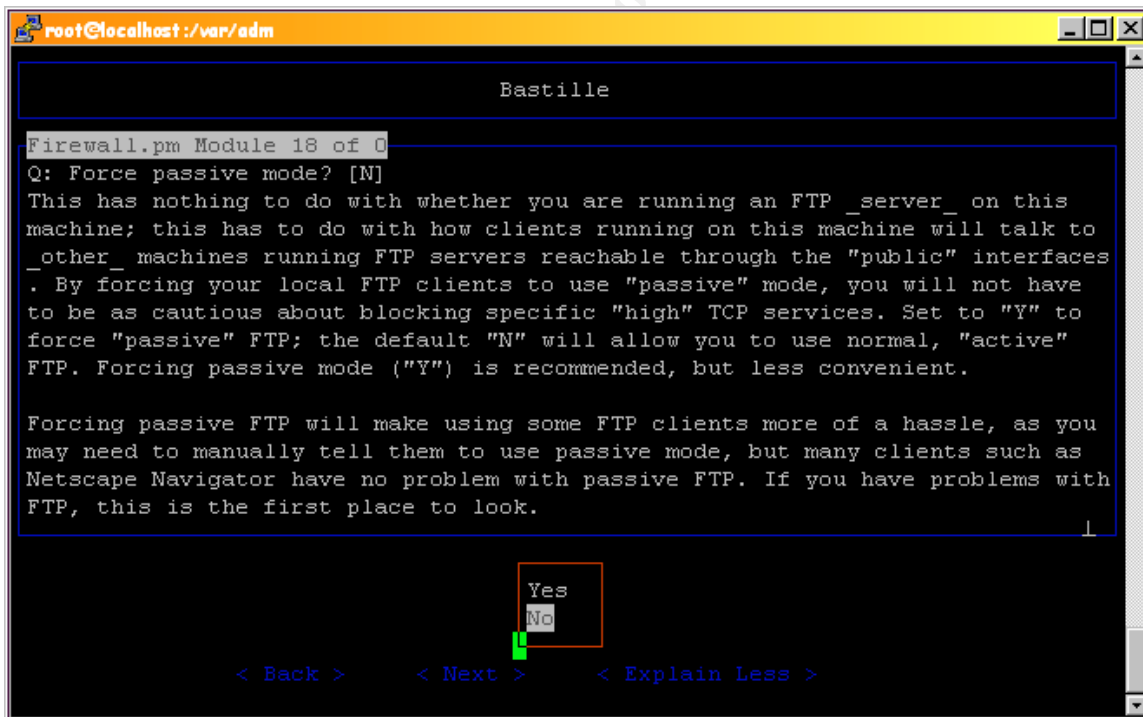 root@localhost:/var/adm
Bastille
Firewall.pm Module 18 of 0
Q: Force passive mode? [N]
This has nothing to do with whether you are running an FTP _server_ on this
machine; this has to do with how clients running on this machine will talk to
_other_ machines running FTP servers reachable through the "public" interfaces
. By forcing your local FTP clients to use "passive" mode, you will not have
to be as cautious about blocking specific "high" TCP services. Set to "Y" to
force "passive" FTP; the default "N" will allow you to use normal, "active"
FTP. Forcing passive mode ("Y") is recommended, but less convenient.
Forcing passive FTP will make using some FTP clients more of a hassle, as you
may need to manually tell them to use passive mode, but many clients such as
Netscape Navigator have no problem with passive FTP. If you have problems with
FTP, this is the first place to look.
Yes
No
< Back > < Next > < Explain Less >